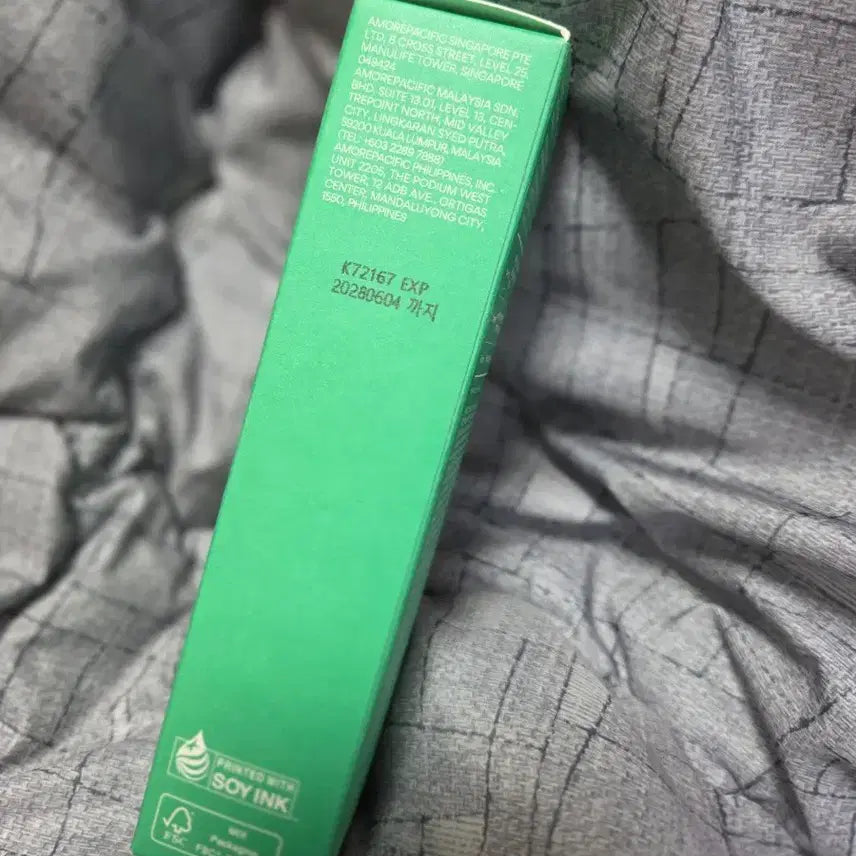 AMOREPACIFIC SINGAPORE PTE
LTD, 8 CROSS STREET, LEVEL 25,
MANULIFE TOWER, SINGAPORE
048424
AMOREPACIFIC MALAYSIA SDN.
BHD, SUITE 13.01, LEVEL 13, CEN-
TREPOINT NORTH, MID VALLEY
CITY, LINGKARAN SYED PUTRA,
59200 KUALA LUMPUR, MALAYSIA
(TEL: +603 2289 7888)
AMOREPACIFIC PHILIPPINES, INC. -
UNIT 2205, THE PODIUM WEST
TOWER, 12 ADB AVE., ORTIGAS
CENTER, MANDALUYONG CITY,
1550, PHILIPPINES
K72167 EXP
20280604 까지
PRINTED WITH
SOY INK
FSC
MIX
Packaging